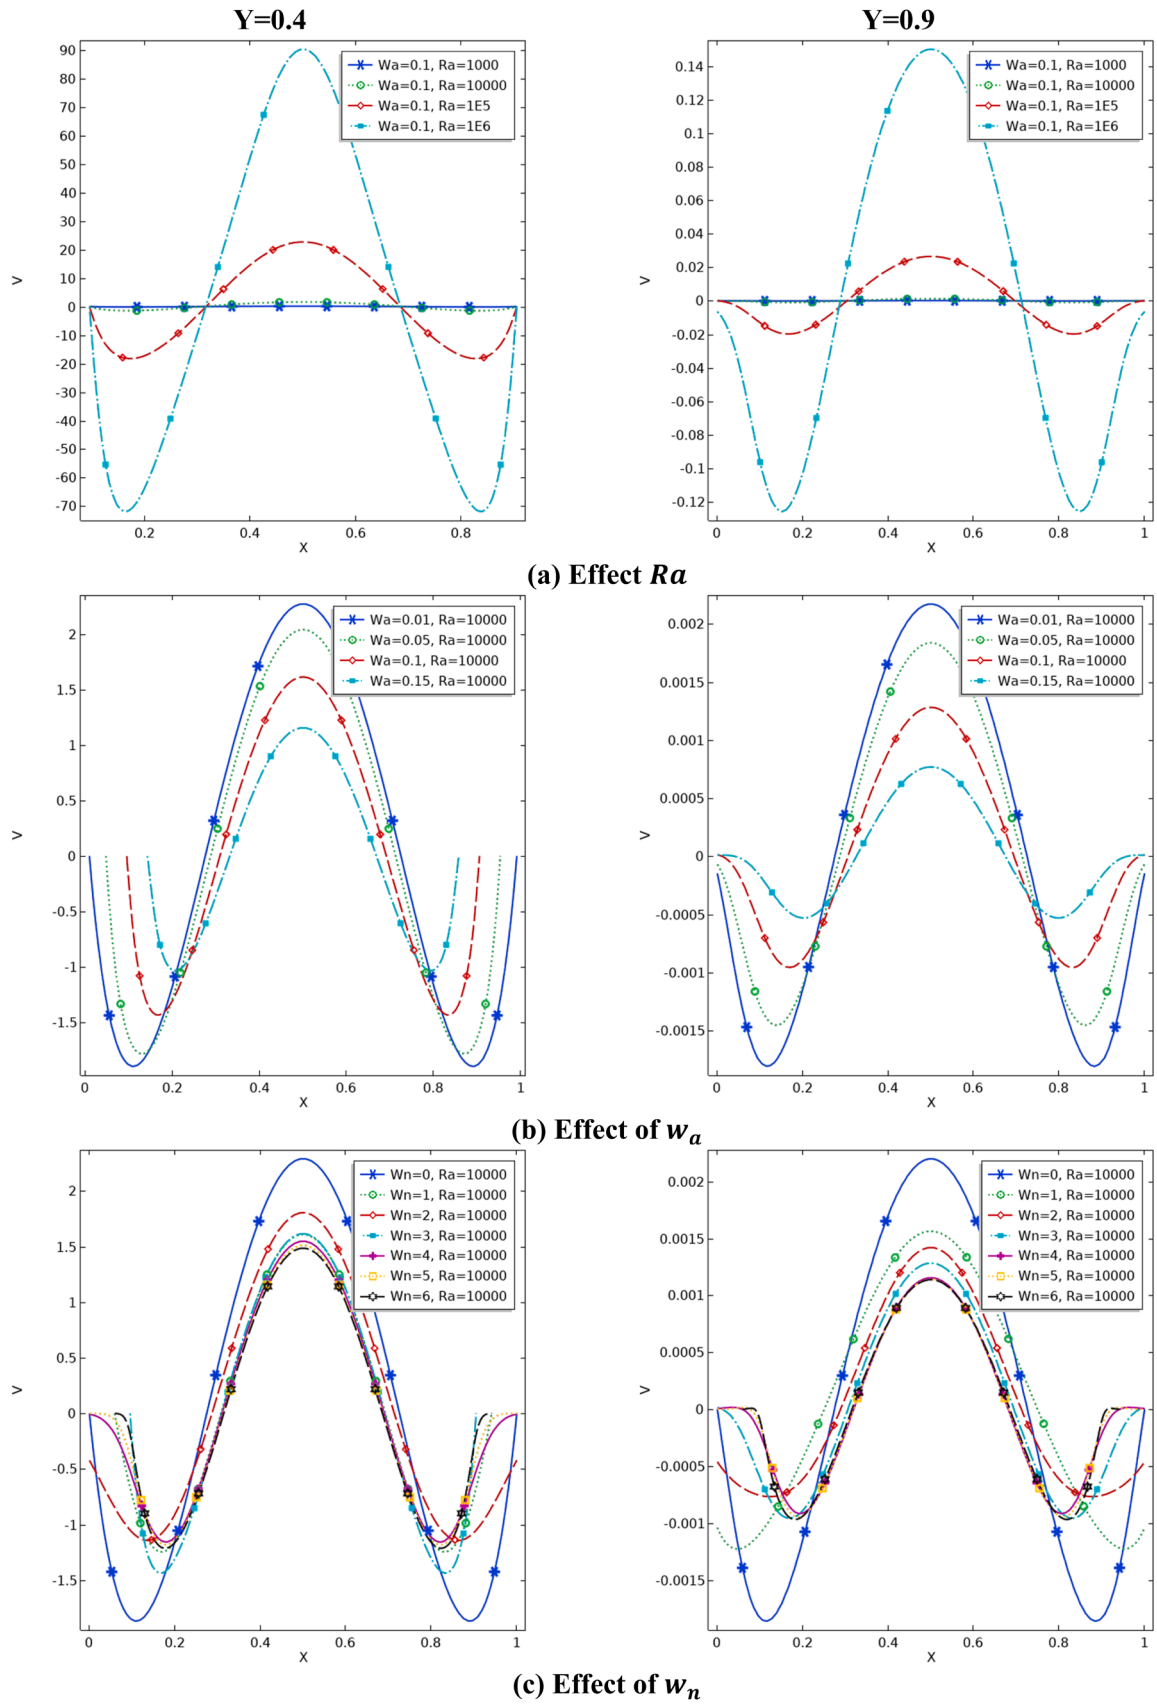 Y=0.4 Y=0.9
90
80
70
60
50
40
30
20
10
0
-10
-20
-30
-40
-50
-60
-70
V
Wa=0.1, Ra=1000
Wa=0.1, Ra=10000
Wa=0.1, Ra=1E5
Wa=0.1, Ra=1E6
0.2 0.4 0.6 0.8
X
0.14
0.12
0.1
0.08
0.06
0.04
0.02
0
-0.02
-0.04
-0.06
-0.08
-0.1
-0.12
V
Wa=0.1, Ra=1000
Wa=0.1, Ra=10000
Wa=0.1, Ra=1E5
Wa=0.1, Ra=1E6
0 0.2 0.4 0.6 0.8 1
X
(a) Effect Ra
2
1.5
1
0.5
0
-0.5
-1
-1.5
V
Wa=0.01, Ra=10000
Wa=0.05, Ra=10000
Wa=0.1, Ra=10000
Wa=0.15, Ra=10000
0 0.2 0.4 0.6 0.8 1
X
0.002
0.0015
0.001
0.0005
0
-0.0005
-0.001
-0.0015
V
Wa=0.01, Ra=10000
Wa=0.05, Ra=10000
Wa=0.1, Ra=10000
Wa=0.15, Ra=10000
0 0.2 0.4 0.6 0.8 1
X
(b) Effect of wₐ
2
1.5
1
0.5
0
-0.5
-1
-1.5
V
Wn=0, Ra=10000
Wn=1, Ra=10000
Wn=2, Ra=10000
Wn=3, Ra=10000
Wn=4, Ra=10000
Wn=5, Ra=10000
Wn=6, Ra=10000
0 0.2 0.4 0.6 0.8 1
X
0.002
0.0015
0.001
0.0005
0
-0.0005
-0.001
-0.0015
V
Wn=0, Ra=10000
Wn=1, Ra=10000
Wn=2, Ra=10000
Wn=3, Ra=10000
Wn=4, Ra=10000
Wn=5, Ra=10000
Wn=6, Ra=10000
0 0.2 0.4 0.6 0.8 1
X
(c) Effect of wₙ